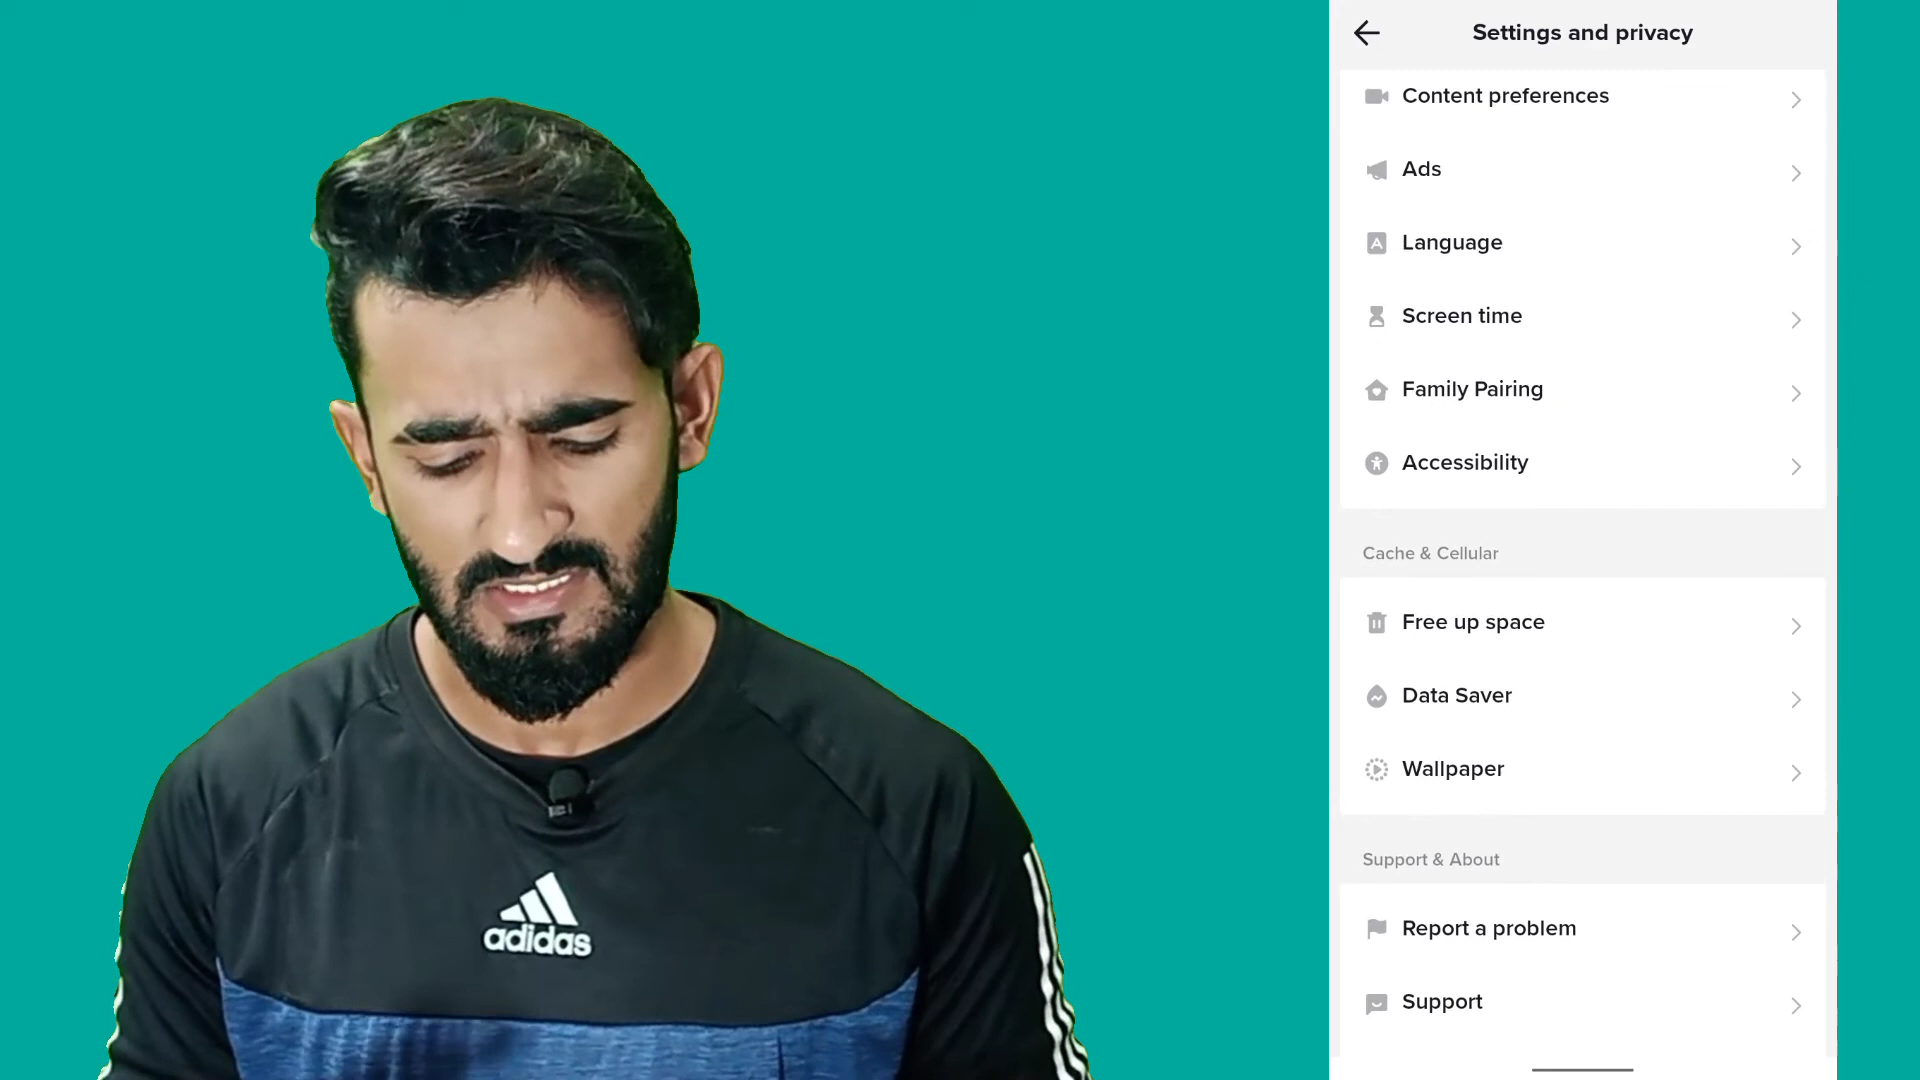 Settings and privacy
Content preferences
Ads
Language
Screen time
Family Pairing
Accessibility
Cache & Cellular
Free up space
Data Saver
Wallpaper
Support & About
Report a problem
Support
adidas